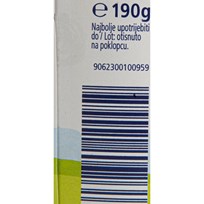 ℮ 190g
Najbolje upotrijebiti
do / Lot: otisnuto
na poklopcu.
9062300100959